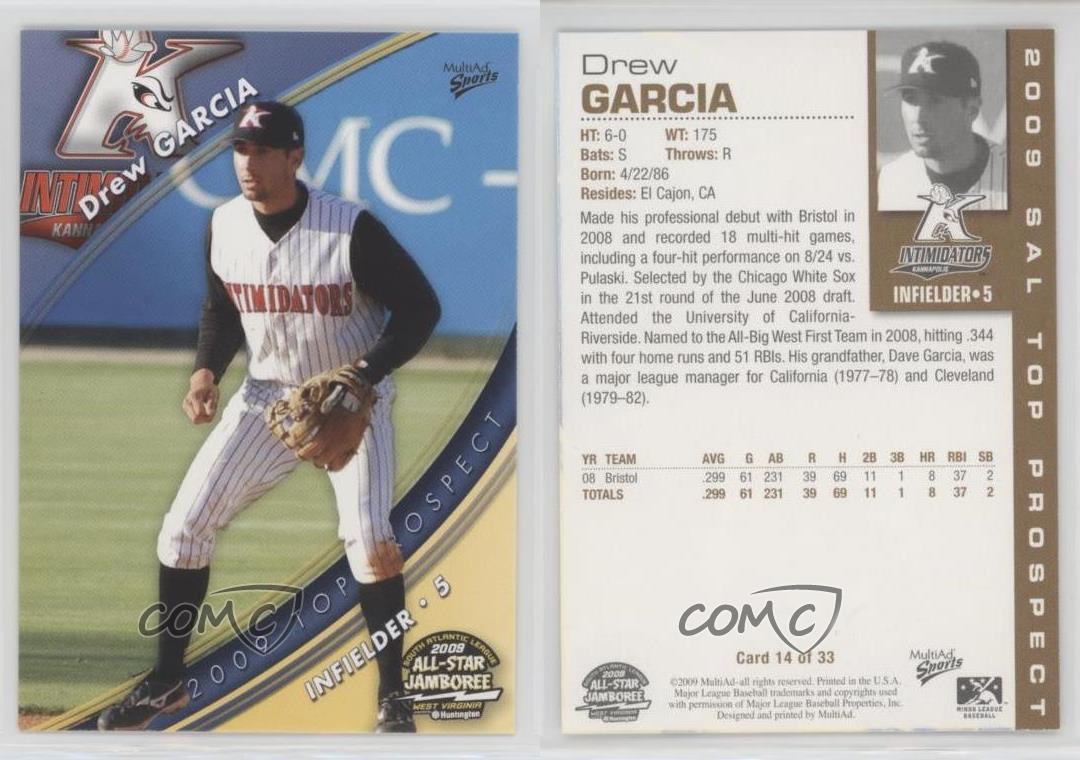 K
INTIMIDATORS
KANNA
Drew GARCIA
MultiAd
Sports
K
CMC -
INTIMIDATORS
2009 TOP PROSPECT
INFIELDER • 5
SOUTH ATLANTIC LEAGUE
2009
ALL-STAR
JAMBOREE
WEST VIRGINIA
Huntington
COMC
Drew
GARCIA
HT: 6-0 WT: 175
Bats: S Throws: R
Born: 4/22/86
Resides: El Cajon, CA
Made his professional debut with Bristol in
2008 and recorded 18 multi-hit games,
including a four-hit performance on 8/24 vs.
Pulaski. Selected by the Chicago White Sox
in the 21st round of the June 2008 draft.
Attended the University of California-
Riverside. Named to the All-Big West First Team in 2008, hitting .344
with four home runs and 51 RBIs. His grandfather, Dave Garcia, was
a major league manager for California (1977–78) and Cleveland
(1979–82).
K
K
INTIMIDATORS
KANNAPOLIS
INFIELDER • 5
2009 SAL TOP PROSPECT
YR TEAM AVG G AB R H 2B 3B HR RBI SB
08 Bristol .299 61 231 39 69 11 1 8 37 2
TOTALS .299 61 231 39 69 11 1 8 37 2
COMC
Card 14 of 33
MultiAd
Sports
2009
ALL-STAR
JAMBOREE
WEST VIRGINIA
Huntington
©2009 MultiAd-all rights reserved. Printed in the U.S.A.
Major League Baseball trademarks and copyrights used
with permission of Major League Baseball Properties, Inc.
Designed and printed by MultiAd.
MINOR LEAGUE
BASEBALL